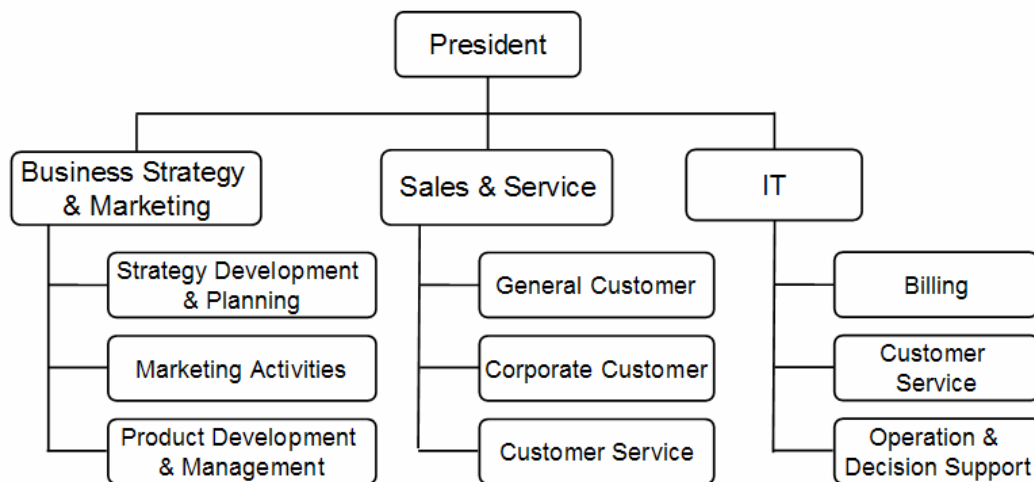 President
Business Strategy
& Marketing
Sales & Service
IT
Strategy Development
& Planning
General Customer
Billing
Marketing Activities
Corporate Customer
Customer
Service
Product Development
& Management
Customer Service
Operation &
Decision Support